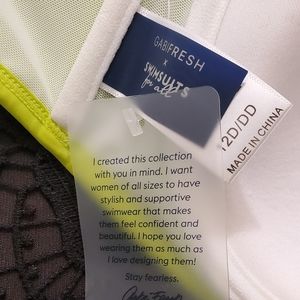 GABIFRESH
x
SWIMSUITS
for all
12D/DD
MADE IN CHINA
I created this collection
with you in mind. I want
women of all sizes to have
stylish and supportive
swimwear that makes
them feel confident and
beautiful. I hope you love
wearing them as much as
I love designing them!
Stay fearless.